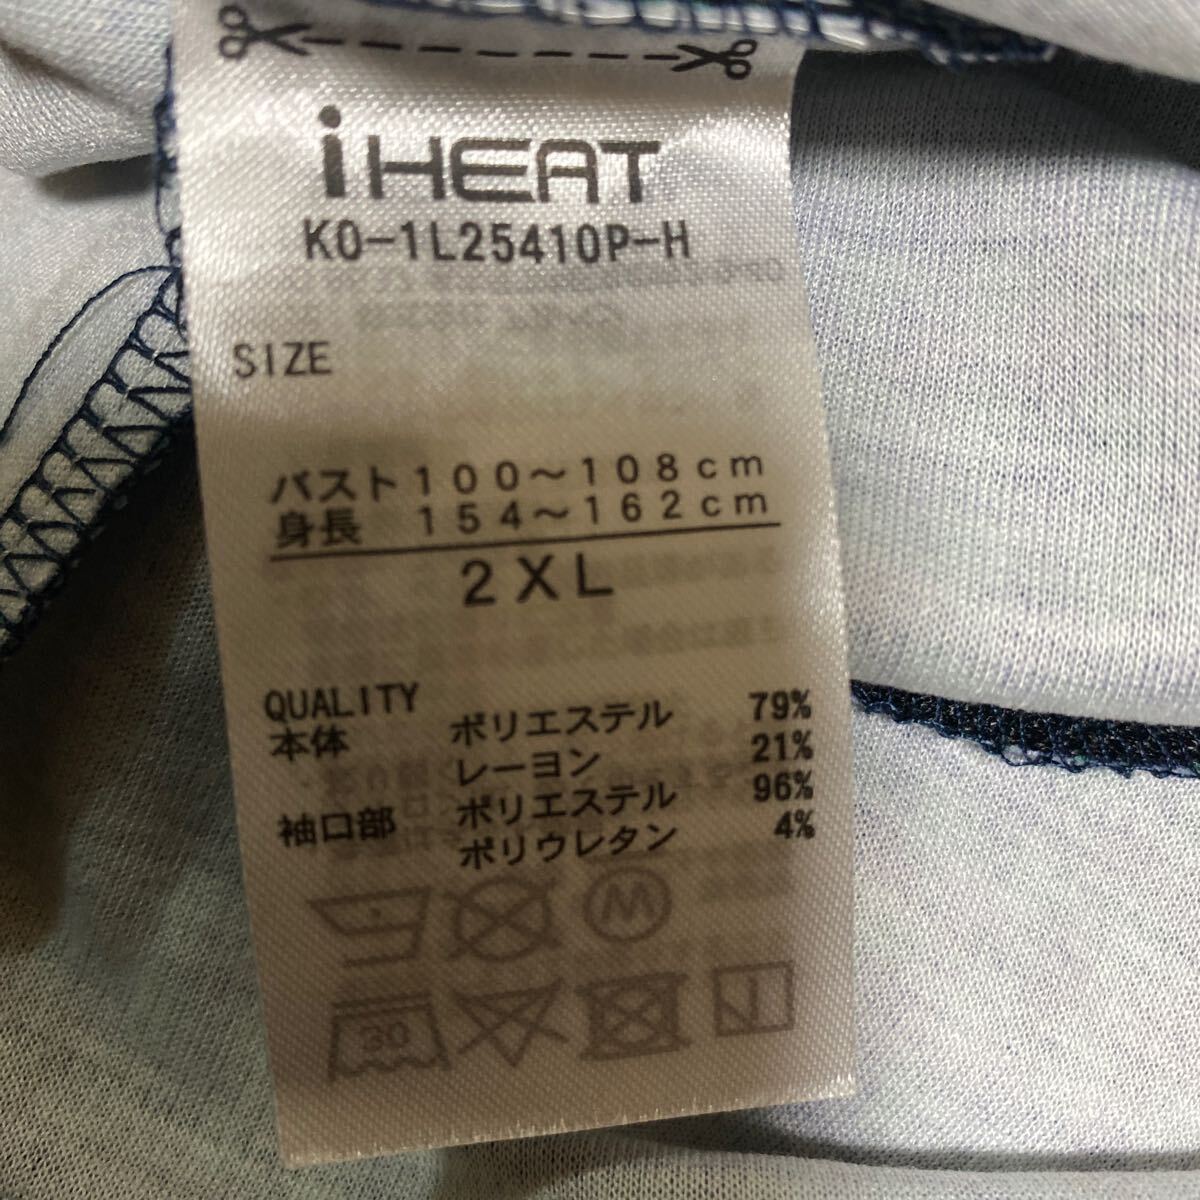 iHEAT
KO-1L25410P-H
SIZE
バスト100〜108cm
身長 154〜162cm
2XL
QUALITY
本体 ポリエステル 79%
レーヨン 21%
袖口部 ポリエステル 96%
ポリウレタン 4%
W
30